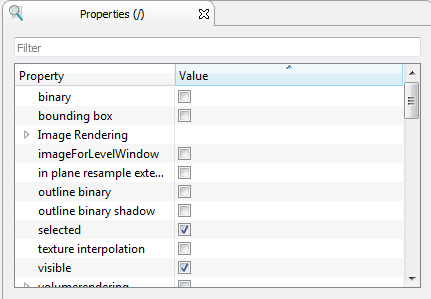 Properties (/)
Filter
Property Value
binary
bounding box
Image Rendering
imageForLevelWindow
in plane resample exte...
outline binary
outline binary shadow
selected
texture interpolation
visible
volumerendering